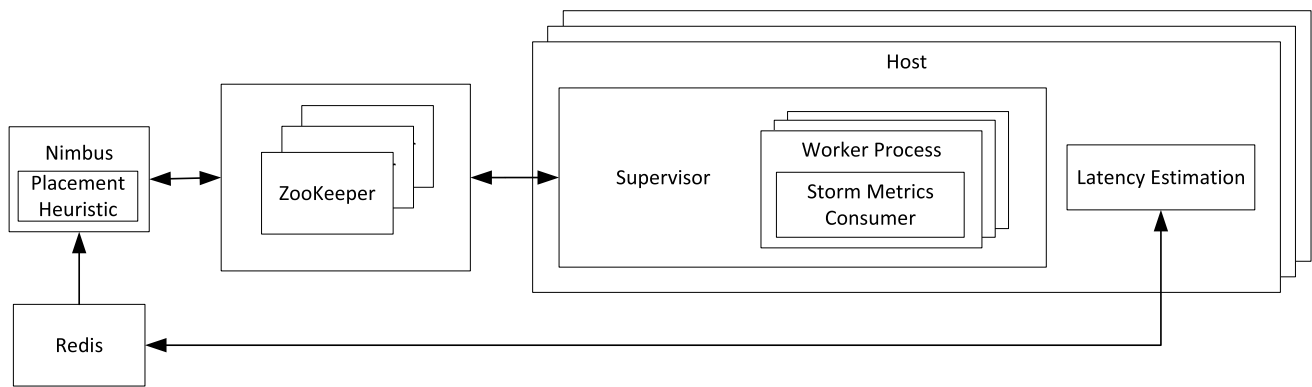 Host
Nimbus
Placement
Heuristic
ZooKeeper
Supervisor
Worker Process
Storm Metrics
Consumer
Latency Estimation
Redis